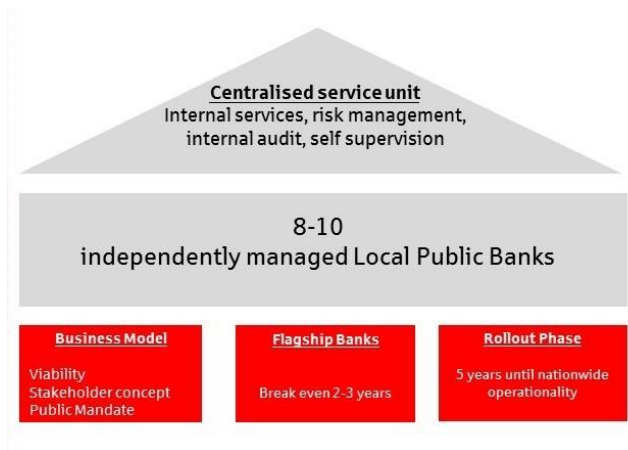 Centralised service unit
Internal services, risk management,
internal audit, self supervision
8-10
independently managed Local Public Banks
Business Model
Viability
Stakeholder concept
Public Mandate
Flagship Banks
Break even 2-3 years
Rollout Phase
5 years until nationwide
operationality